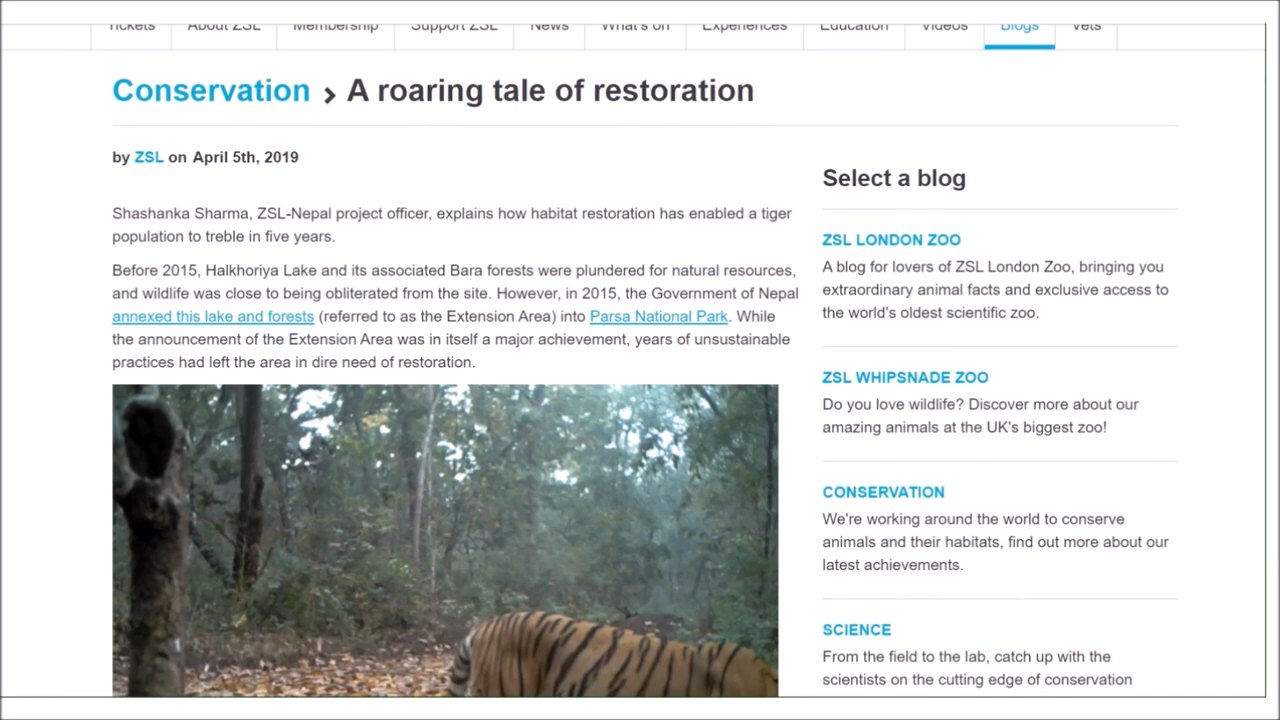 Tickets About ZSL Membership Support ZSL News What's on Experiences Education Videos Blogs Vets
Conservation › A roaring tale of restoration
by ZSL on April 5th, 2019
Shashanka Sharma, ZSL-Nepal project officer, explains how habitat restoration has enabled a tiger
population to treble in five years.
Before 2015, Halkhoriya Lake and its associated Bara forests were plundered for natural resources,
and wildlife was close to being obliterated from the site. However, in 2015, the Government of Nepal
annexed this lake and forests (referred to as the Extension Area) into Parsa National Park. While
the announcement of the Extension Area was in itself a major achievement, years of unsustainable
practices had left the area in dire need of restoration.
Select a blog
ZSL LONDON ZOO
A blog for lovers of ZSL London Zoo, bringing you
extraordinary animal facts and exclusive access to
the world's oldest scientific zoo.
ZSL WHIPSNADE ZOO
Do you love wildlife? Discover more about our
amazing animals at the UK's biggest zoo!
CONSERVATION
We're working around the world to conserve
animals and their habitats, find out more about our
latest achievements.
SCIENCE
From the field to the lab, catch up with the
scientists on the cutting edge of conservation